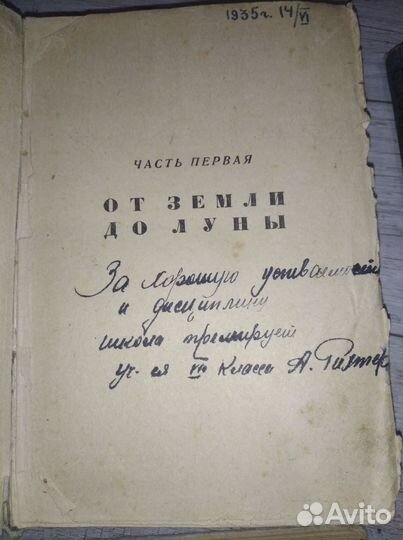 1935г. 14/VI
ЧАСТЬ ПЕРВАЯ
ОТ ЗЕМЛИ
ДО ЛУНЫ
За хорошую успеваемость
и дисциплину
школа премирует
уч-ся VII класса А. Рихтер
Avito